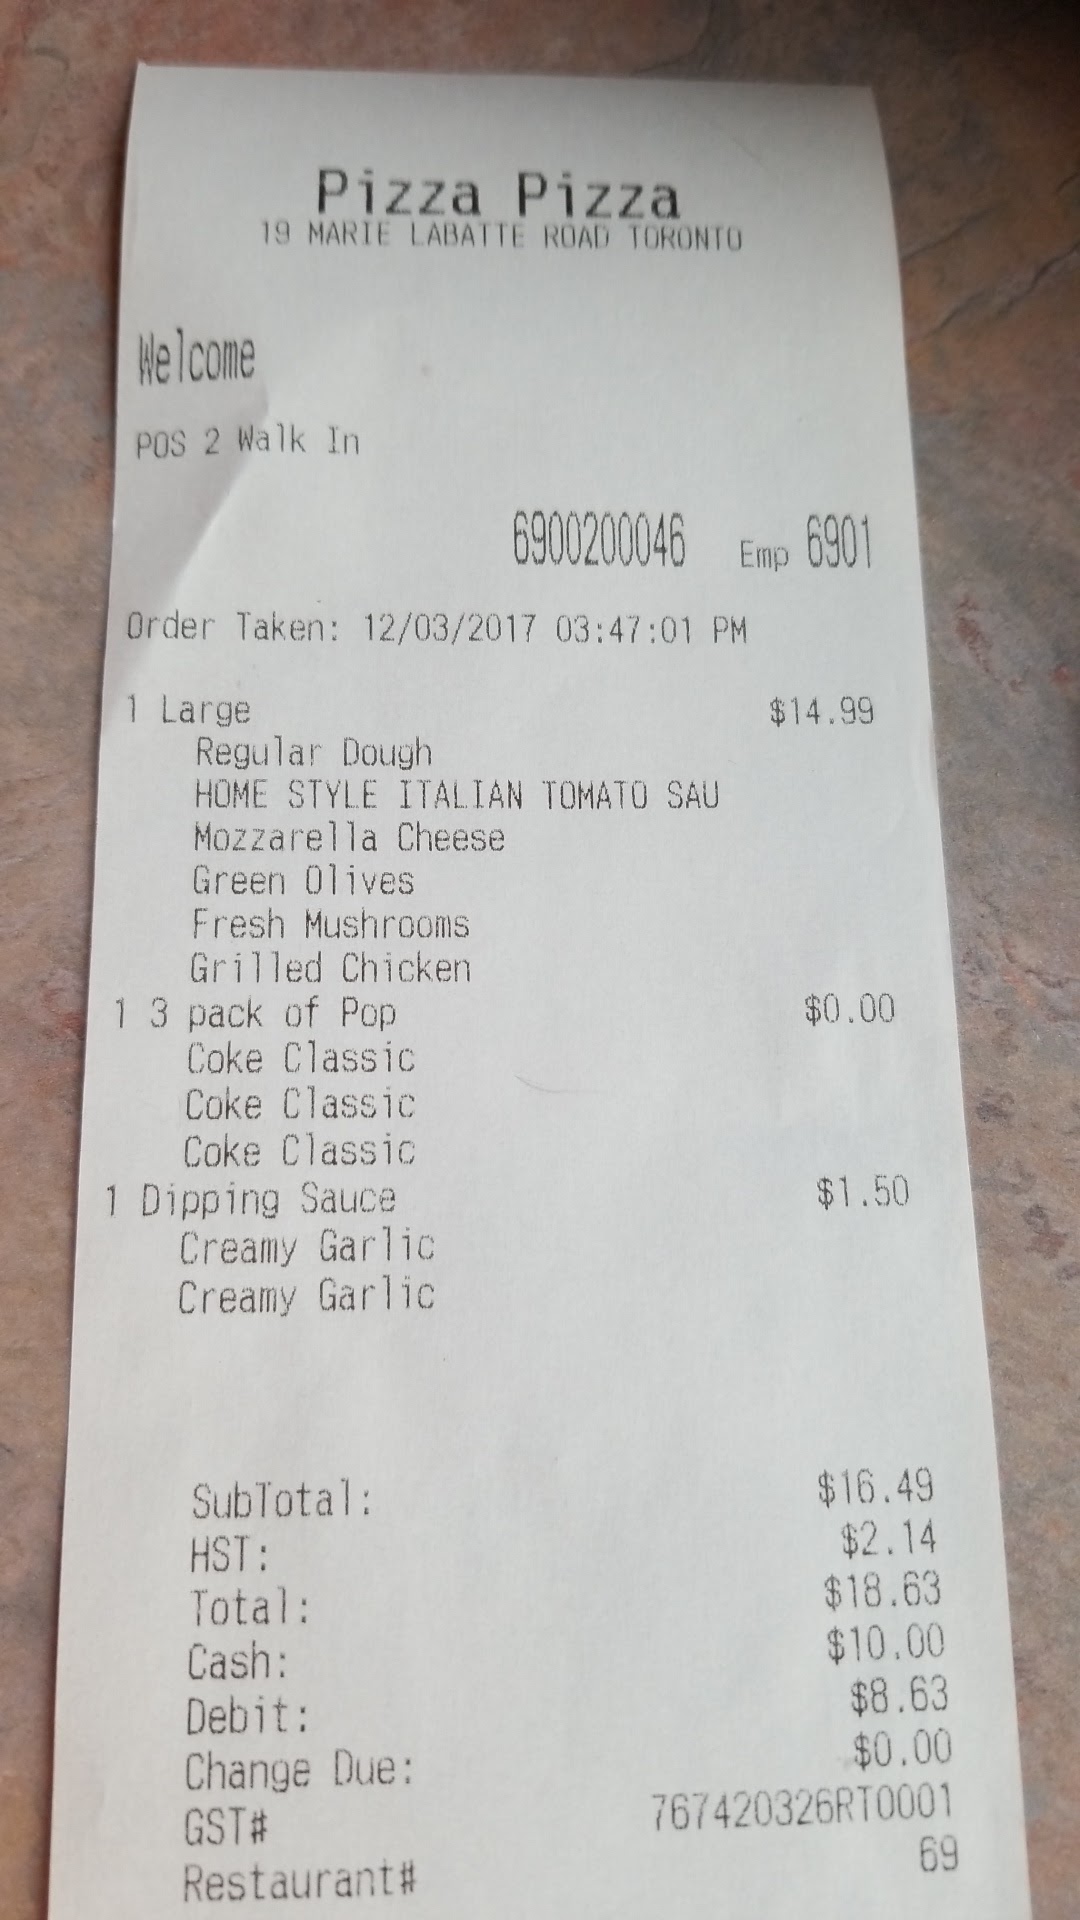 Pizza Pizza
19 MARIE LABATTE ROAD TORONTO
Welcome
POS 2 Walk In
6900200046 Emp 6901
Order Taken: 12/03/2017 03:47:01 PM
1 Large $14.99
Regular Dough
HOME STYLE ITALIAN TOMATO SAU
Mozzarella Cheese
Green Olives
Fresh Mushrooms
Grilled Chicken
1 3 pack of Pop $0.00
Coke Classic
Coke Classic
Coke Classic
1 Dipping Sauce $1.50
Creamy Garlic
Creamy Garlic
SubTotal: $16.49
HST: $2.14
Total: $18.63
Cash: $10.00
Debit: $8.63
Change Due: $0.00
GST# 767420326RT0001
Restaurant# 69